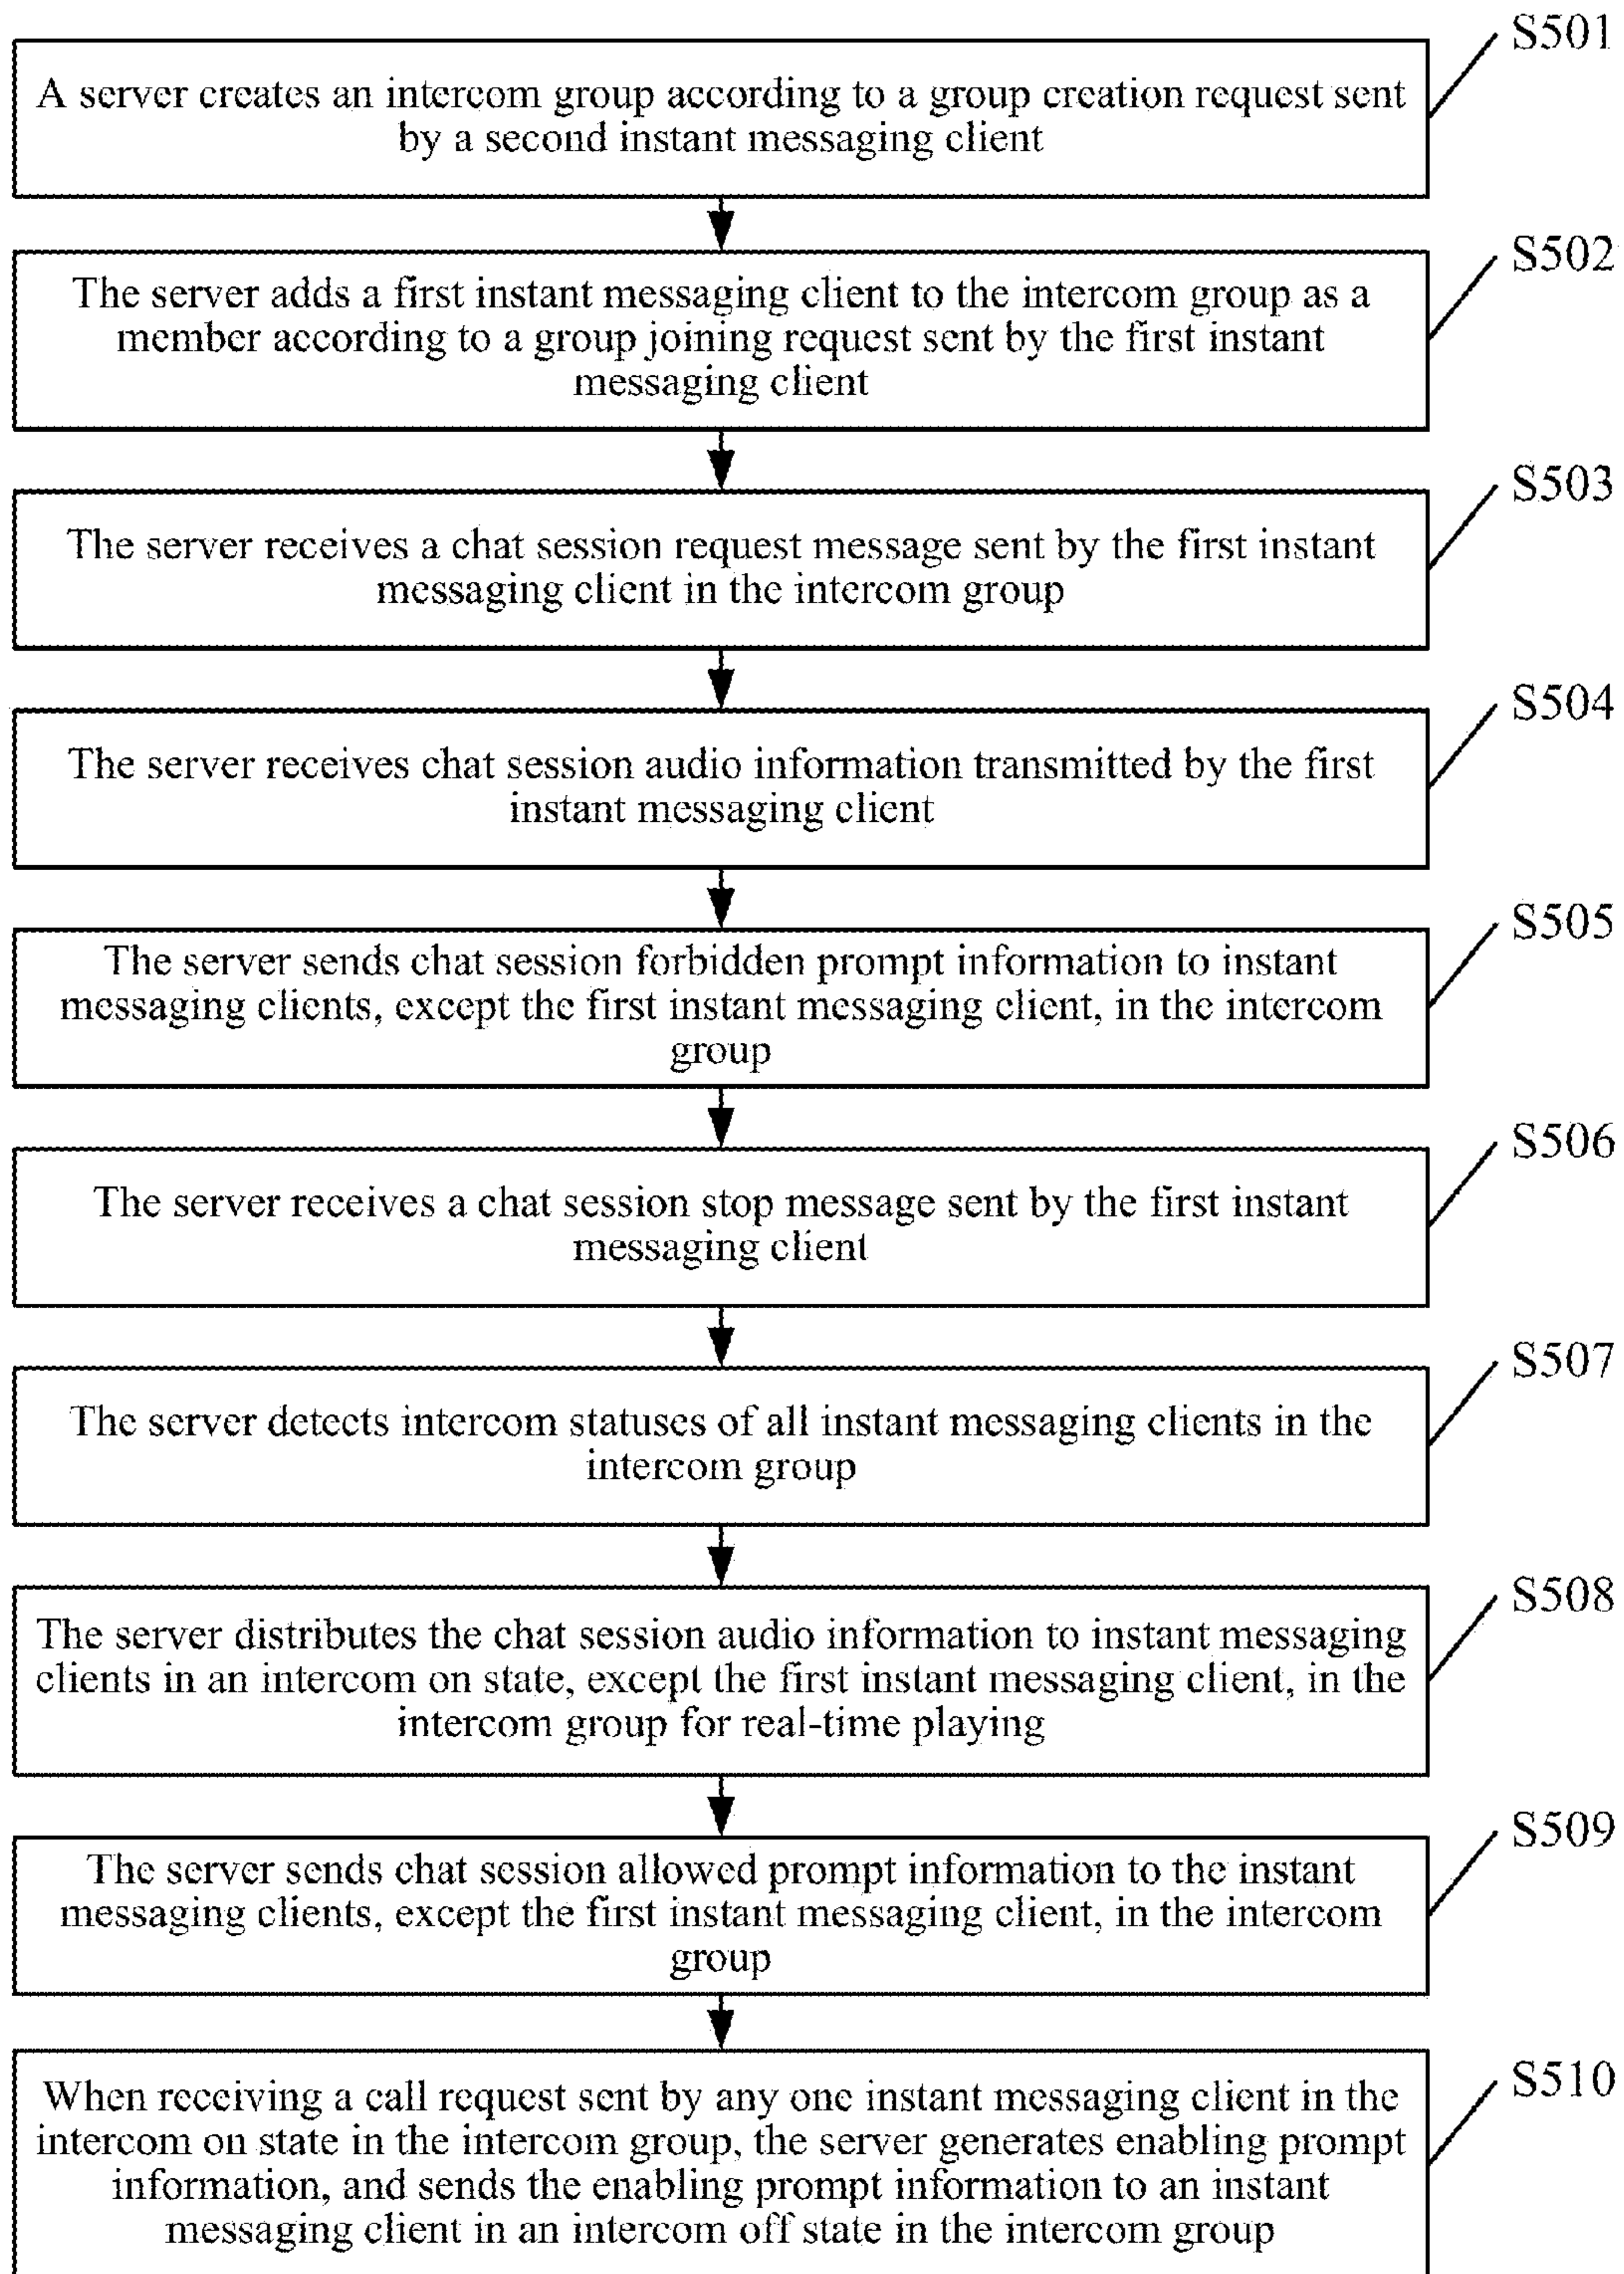 S501
A server creates an intercom group according to a group creation request sent
by a second instant messaging client
S502
The server adds a first instant messaging client to the intercom group as a
member according to a group joining request sent by the first instant
messaging client
S503
The server receives a chat session request message sent by the first instant
messaging client in the intercom group
S504
The server receives chat session audio information transmitted by the first
instant messaging client
S505
The server sends chat session forbidden prompt information to instant
messaging clients, except the first instant messaging client, in the intercom
group
S506
The server receives a chat session stop message sent by the first instant
messaging client
S507
The server detects intercom statuses of all instant messaging clients in the
intercom group
S508
The server distributes the chat session audio information to instant messaging
clients in an intercom on state, except the first instant messaging client, in the
intercom group for real-time playing
S509
The server sends chat session allowed prompt information to the instant
messaging clients, except the first instant messaging client, in the intercom
group
S510
When receiving a call request sent by any one instant messaging client in the
intercom on state in the intercom group, the server generates enabling prompt
information, and sends the enabling prompt information to an instant
messaging client in an intercom off state in the intercom group